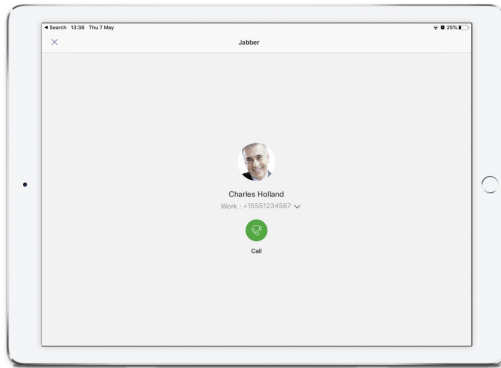 Search 13:38 Thu 7 May 25%
Jabber
Charles Holland
Work : +15551234567
Call